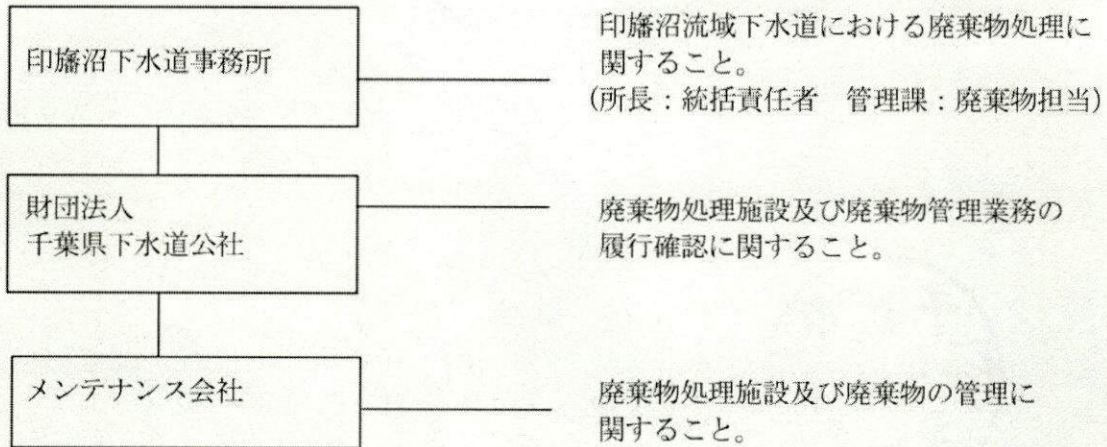 印旛沼下水道事務所
印旛沼流域下水道における廃棄物処理に
関すること。
(所長：統括責任者　管理課：廃棄物担当)
財団法人
千葉県下水道公社
廃棄物処理施設及び廃棄物管理業務の
履行確認に関すること。
メンテナンス会社
廃棄物処理施設及び廃棄物の管理に
関すること。